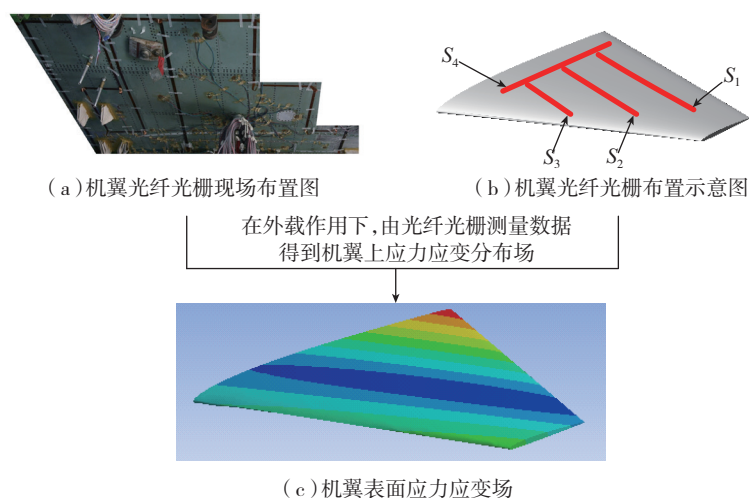 S4
S1
S3
S2
（a）机翼光纤光栅现场布置图
（b）机翼光纤光栅布置示意图
在外载作用下，由光纤光栅测量数据
得到机翼上应力应变分布场
（c）机翼表面应力应变场